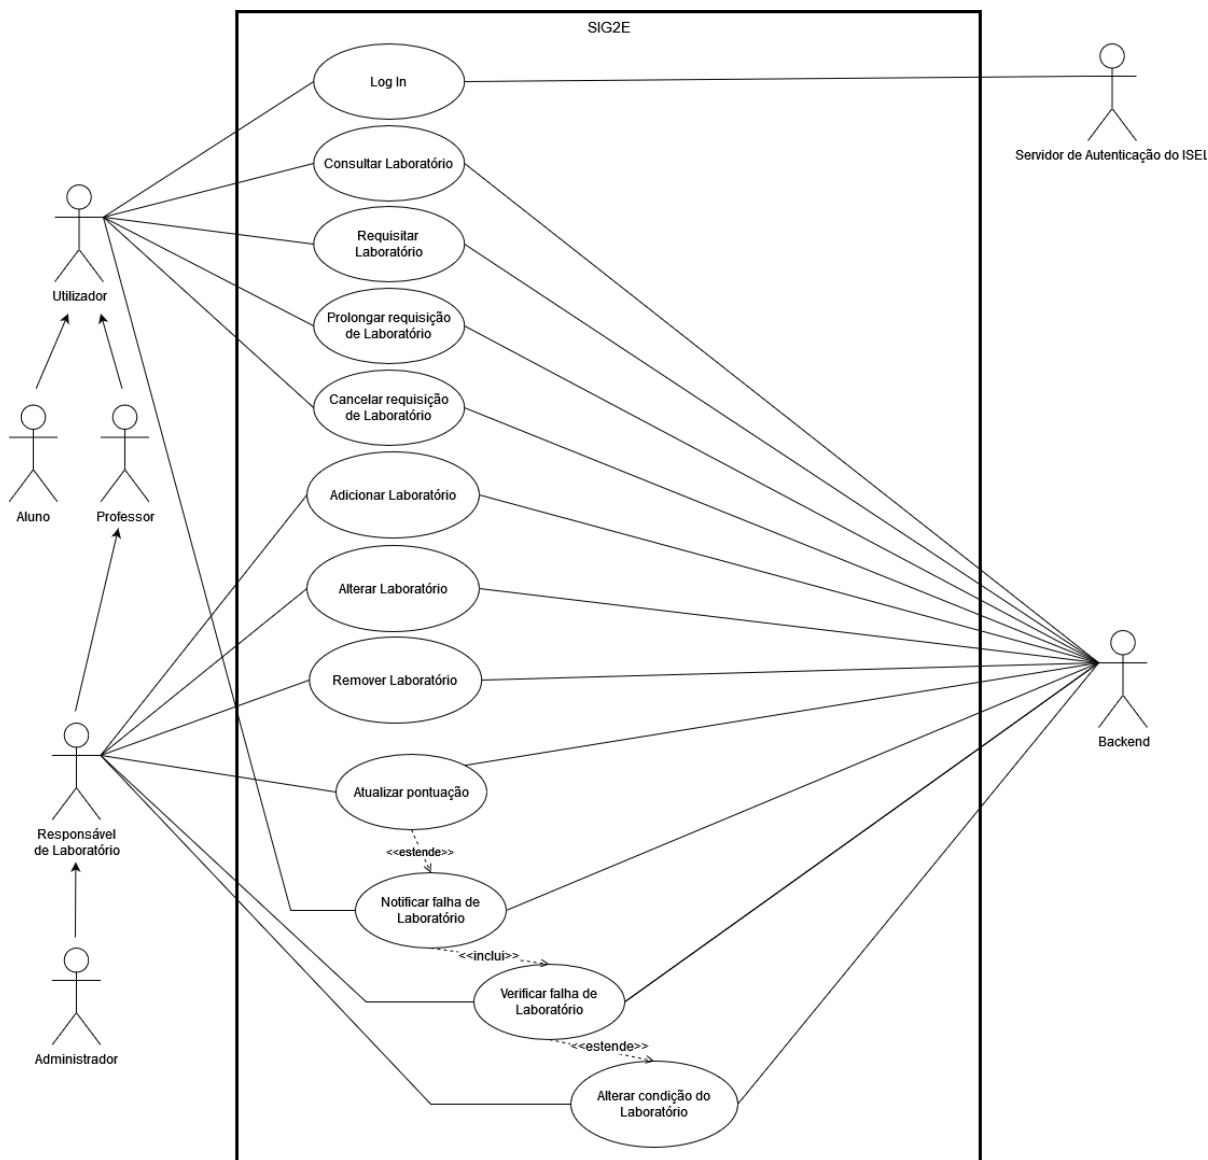 SIG2E
Log In
Servidor de Autenticação do ISEL
Consultar Laboratório
Requisitar
Laboratório
Utilizador
Prolongar requisição
de Laboratório
Cancelar requisição
de Laboratório
Aluno
Professor
Adicionar Laboratório
Alterar Laboratório
Remover Laboratório
Backend
Atualizar pontuação
Responsável
de Laboratório
<<estende>>
Notificar falha de
Laboratório
<<inclui>>
Verificar falha de
Laboratório
<<estende>>
Administrador
Alterar condição do
Laboratório